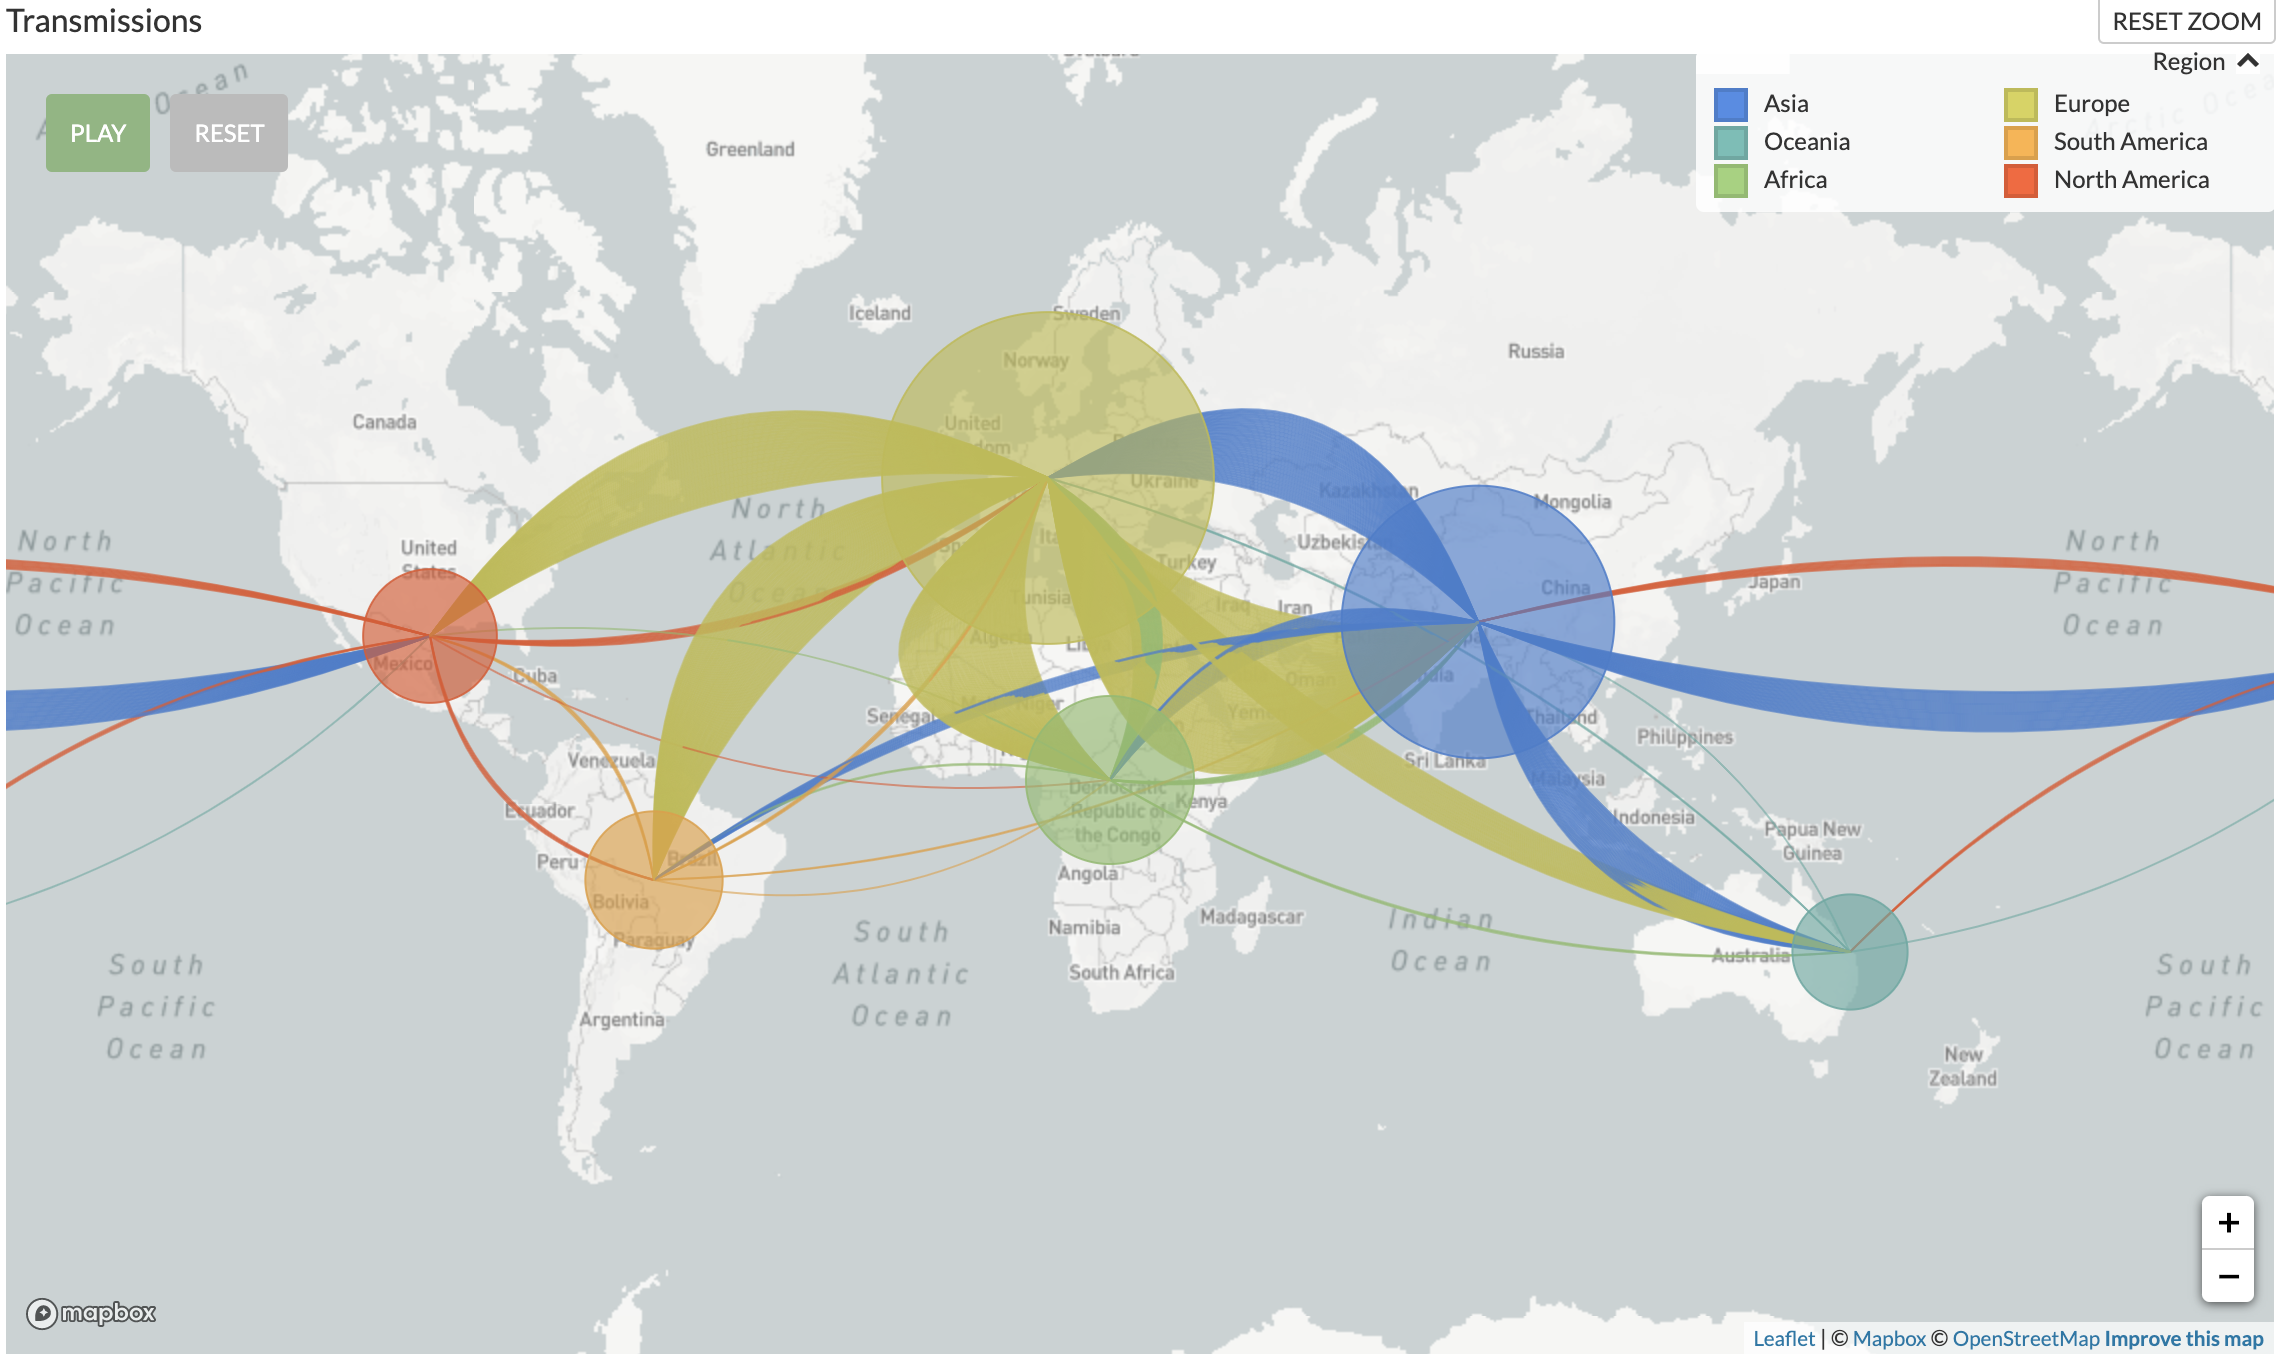 Transmissions
RESET ZOOM
Region
Asia
Europe
Oceania
South America
Africa
North America
PLAY
RESET
Ocean
Arctic Ocea
Greenland
Iceland
Sweden
Norway
Russia
Canada
United
Ukraine
Kazakhstan
Mongolia
North
Atlantic
Ocean
North
Pacific
Ocean
North
Pacific
Ocean
United
States
Uzbekis
Turkey
Iraq
Iran
China
Japan
Tunisia
Algeria
Mexico
Cuba
Oman
Niger
Senegal
Thailand
Philippines
Venezuela
Sri Lanka
Malaysia
Democratic
Republic of
the Congo
Kenya
Ecuador
Indonesia
Papua New
Guinea
Peru
Brazil
Angola
Bolivia
Namibia
Madagascar
Indian
Ocean
Paraguay
South
Atlantic
Ocean
Australia
South Africa
South
Pacific
Ocean
South
Pacific
Ocean
Argentina
New
Zealand
+
−
mapbox
Leaflet | © Mapbox © OpenStreetMap Improve this map